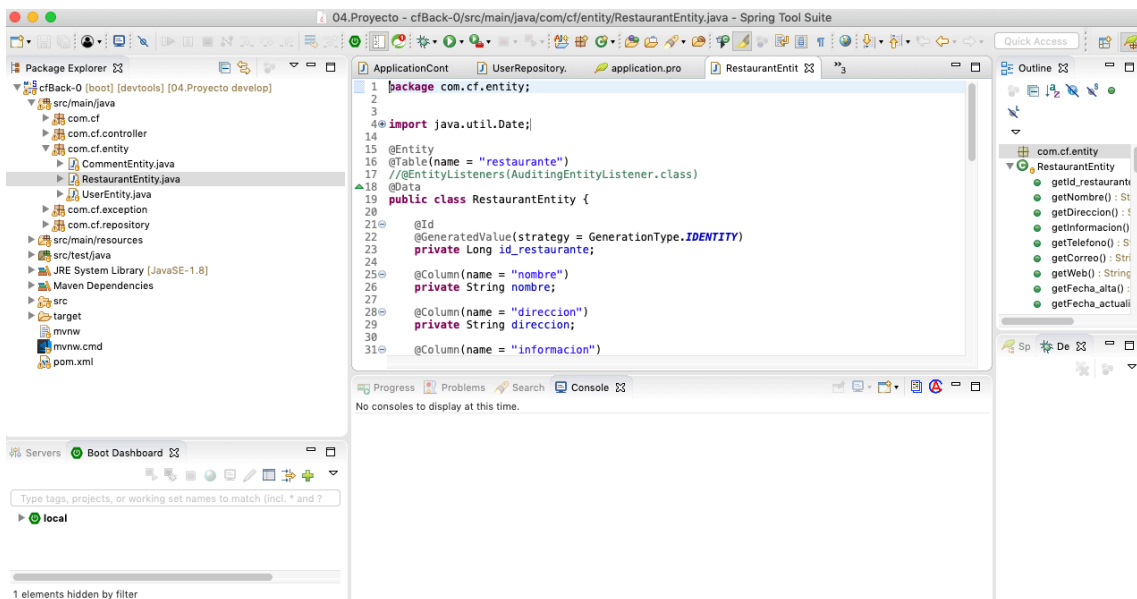 04.Proyecto - cfBack-0/src/main/java/com/cf/entity/RestaurantEntity.java - Spring Tool Suite
Quick Access
Package Explorer
cfBack-0 [boot] [devtools] [04.Proyecto develop]
src/main/java
com.cf
com.cf.controller
com.cf.entity
CommentEntity.java
RestaurantEntity.java
UserEntity.java
com.cf.exception
com.cf.repository
src/main/resources
src/test/java
JRE System Library [JavaSE-1.8]
Maven Dependencies
src
target
mvnw
mvnw.cmd
pom.xml
Servers Boot Dashboard
Type tags, projects, or working set names to match (incl. * and ?
local
1 elements hidden by filter
ApplicationCont UserRepository. application.pro RestaurantEntit »3
1 package com.cf.entity;
2
3
4 import java.util.Date;
14
15 @Entity
16 @Table(name = "restaurante")
17 //@EntityListeners(AuditingEntityListener.class)
18 @Data
19 public class RestaurantEntity {
20
21 @Id
22 @GeneratedValue(strategy = GenerationType.IDENTITY)
23 private Long id_restaurante;
24
25 @Column(name = "nombre")
26 private String nombre;
27
28 @Column(name = "direccion")
29 private String direccion;
30
31 @Column(name = "informacion")
Progress Problems Search Console
No consoles to display at this time.
Outline
com.cf.entity
RestaurantEntity
getId_restaurante
getNombre() : St
getDireccion() : S
getInformacion()
getTelefono() : St
getCorreo() : Stri
getWeb() : String
getFecha_alta() :
getFecha_actuali
Sp De